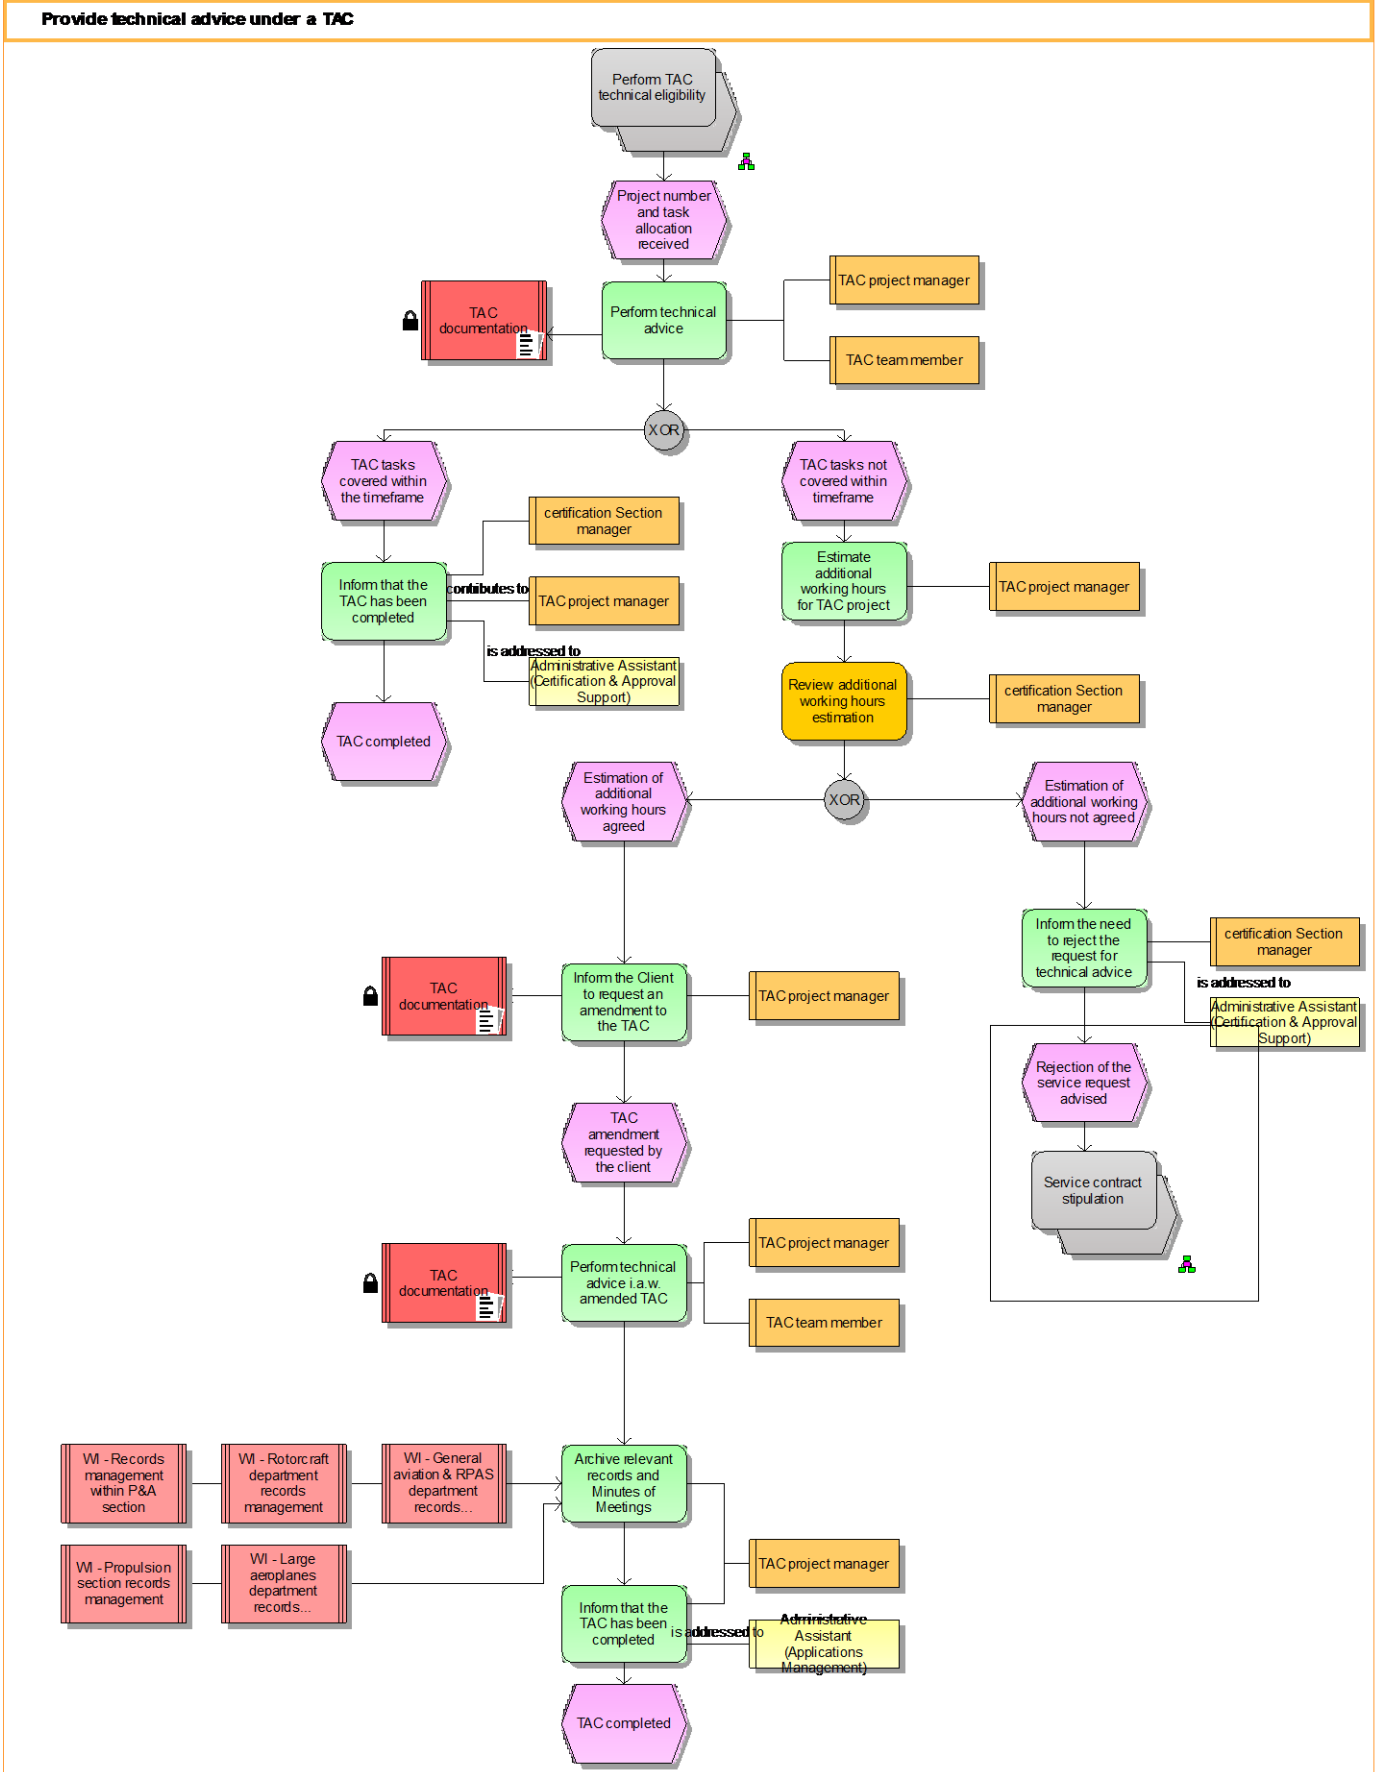 Provide technical advice under a TAC
Perform TAC
technical eligibility
Project number
and task
allocation
received
TAC
documentation
Perform technical
advice
TAC project manager
TAC team member
XOR
TAC tasks
covered within
the timeframe
TAC tasks not
covered within
timeframe
certification Section
manager
Inform that the
TAC has been
completed
contributes to
TAC project manager
is addressed to
Administrative Assistant
(Certification & Approval
Support)
Estimate
additional
working hours
for TAC project
TAC project manager
Review additional
working hours
estimation
certification Section
manager
TAC completed
XOR
Estimation of
additional
working hours
agreed
Estimation of
additional working
hours not agreed
Inform the need
to reject the
request for
technical advice
certification Section
manager
is addressed to
Administrative Assistant
(Certification & Approval
Support)
TAC
documentation
Inform the Client
to request an
amendment to
the TAC
TAC project manager
Rejection of the
service request
advised
TAC
amendment
requested by
the client
Service contract
stipulation
TAC
documentation
Perform technical
advice i.a.w.
amended TAC
TAC project manager
TAC team member
WI - Records
management
within P&A
section
WI - Rotorcraft
department
records
management
WI - General
aviation & RPAS
department
records...
Archive relevant
records and
Minutes of
Meetings
WI - Propulsion
section records
management
WI - Large
aeroplanes
department
records...
TAC project manager
Inform that the
TAC has been
completed
is addressed to
Administrative
Assistant
(Applications
Management)
TAC completed